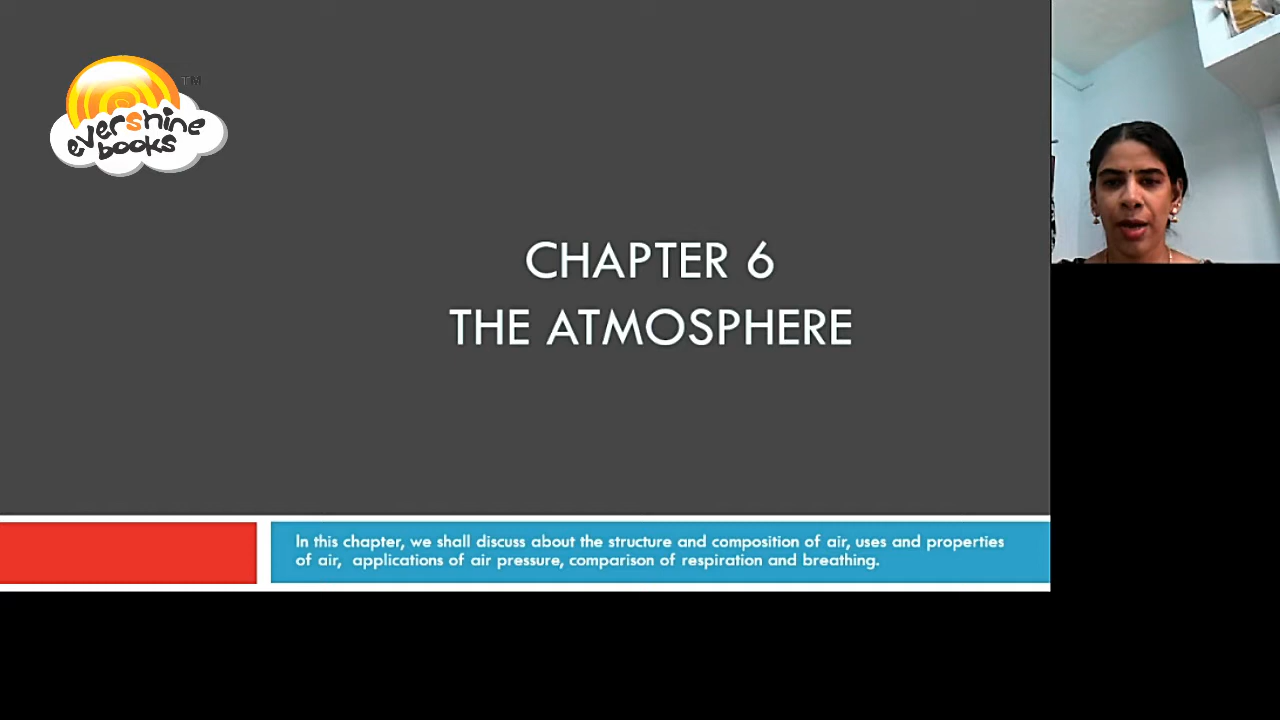 TM
evershine
books
CHAPTER 6
THE ATMOSPHERE
In this chapter, we shall discuss about the structure and composition of air, uses and properties
of air,  applications of air pressure, comparison of respiration and breathing.